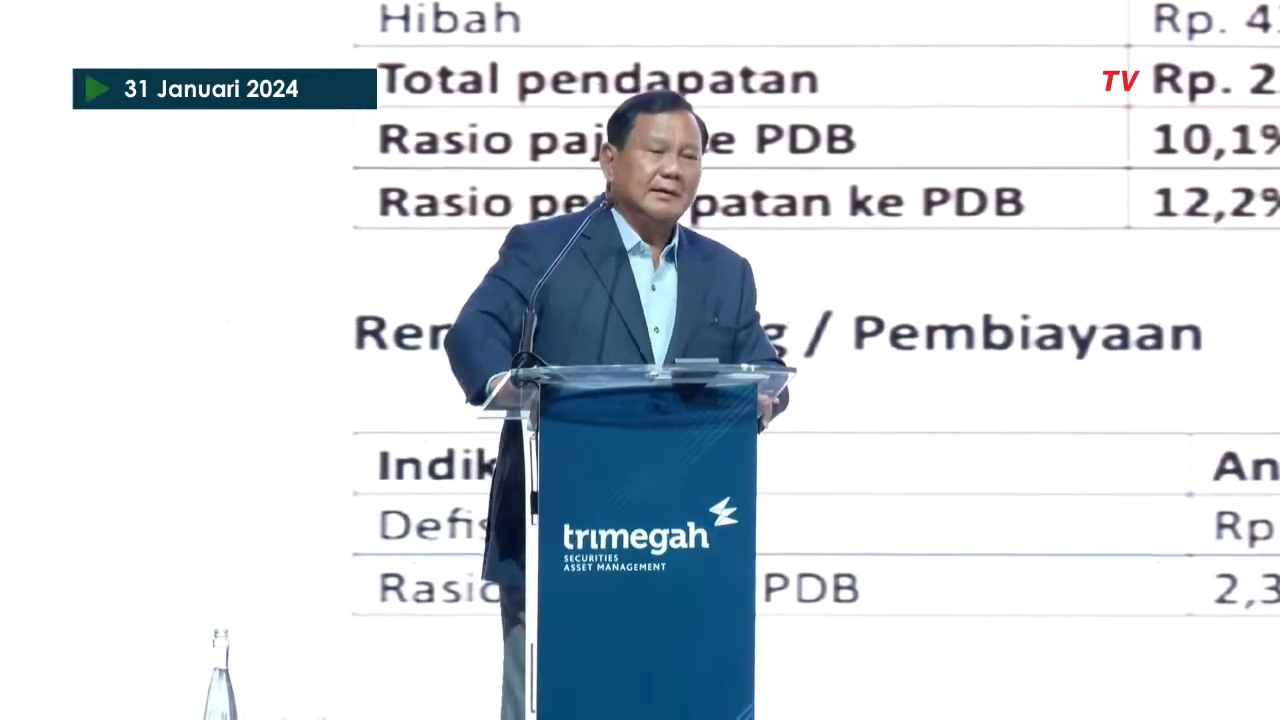 Hibah Rp. 4
31 Januari 2024
TV
Total pendapatan Rp. 2
Rasio paj ke PDB 10,1%
Rasio pe patan ke PDB 12,2%
Ren g / Pembiayaan
Indik An
Defis Rp
Rasio PDB 2,3
trimegah
SECURITIES
ASSET MANAGEMENT